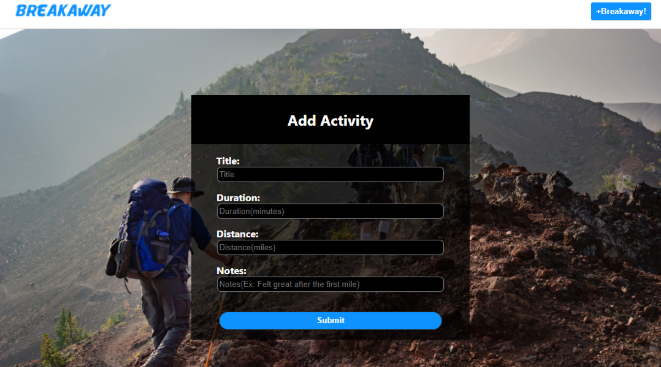 BREAKAWAY
+Breakaway!
Add Activity
Title:
Title
Duration:
Duration(minutes)
Distance:
Distance(miles)
Notes:
Notes(Ex. Felt great after the first mile)
Submit